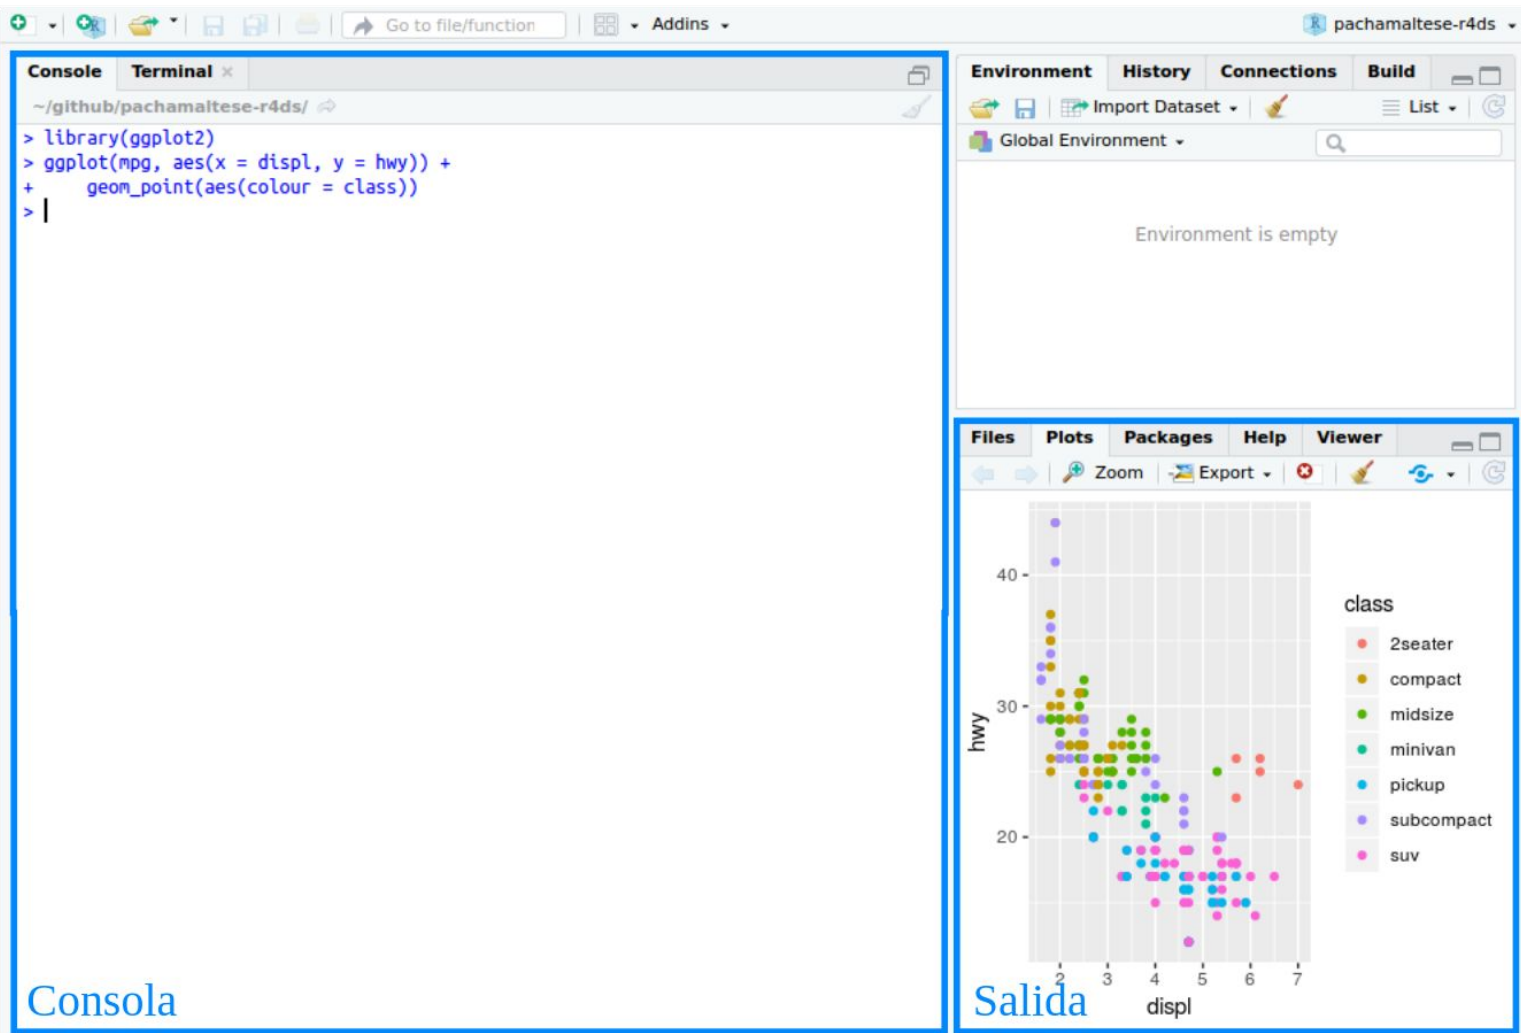 Go to file/function
Addins
pachamaltese-r4ds
Console Terminal
~/github/pachamaltese-r4ds/
> library(ggplot2)
> ggplot(mpg, aes(x = displ, y = hwy)) +
+     geom_point(aes(colour = class))
>
Consola
Environment History Connections Build
Import Dataset List
Global Environment
Environment is empty
Files Plots Packages Help Viewer
Zoom Export
40
30
20
hwy
2 3 4 5 6 7
displ
class
2seater
compact
midsize
minivan
pickup
subcompact
suv
Salida